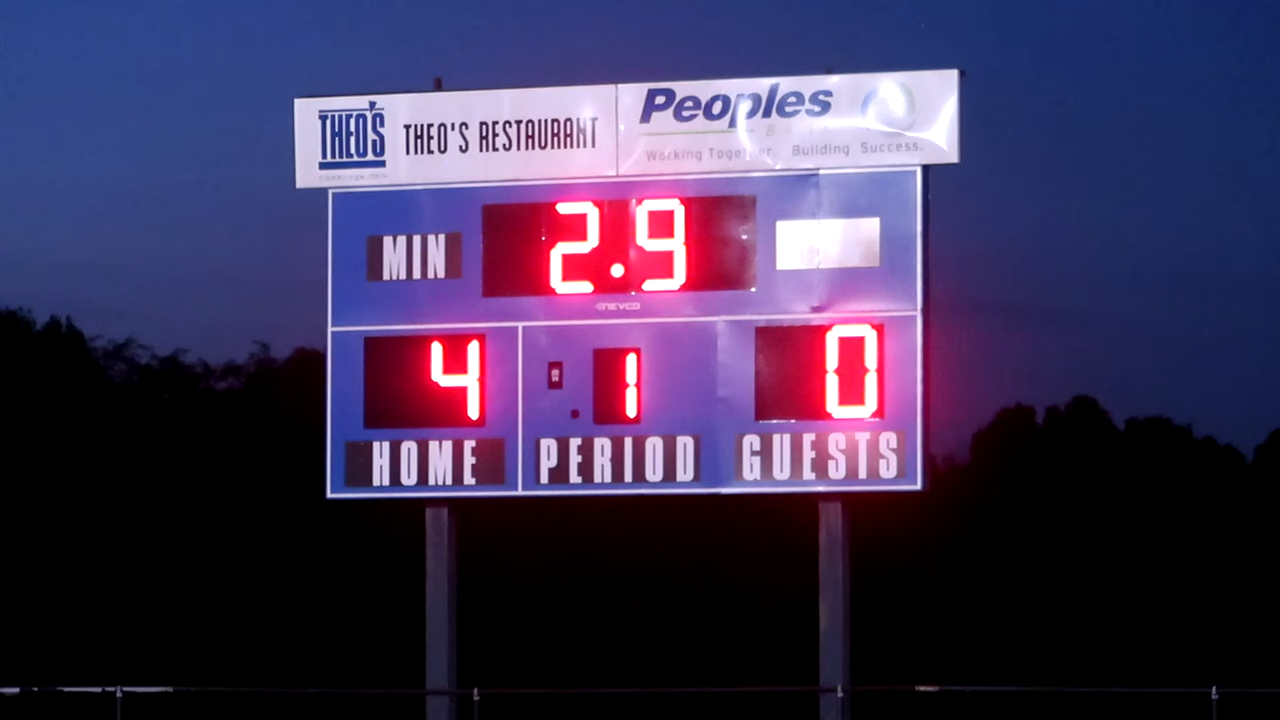 THEO'S
THEO'S RESTAURANT
Peoples
Working Together. Building Success.
MIN
2.9
NEVCO
4
1
0
HOME
PERIOD
GUESTS